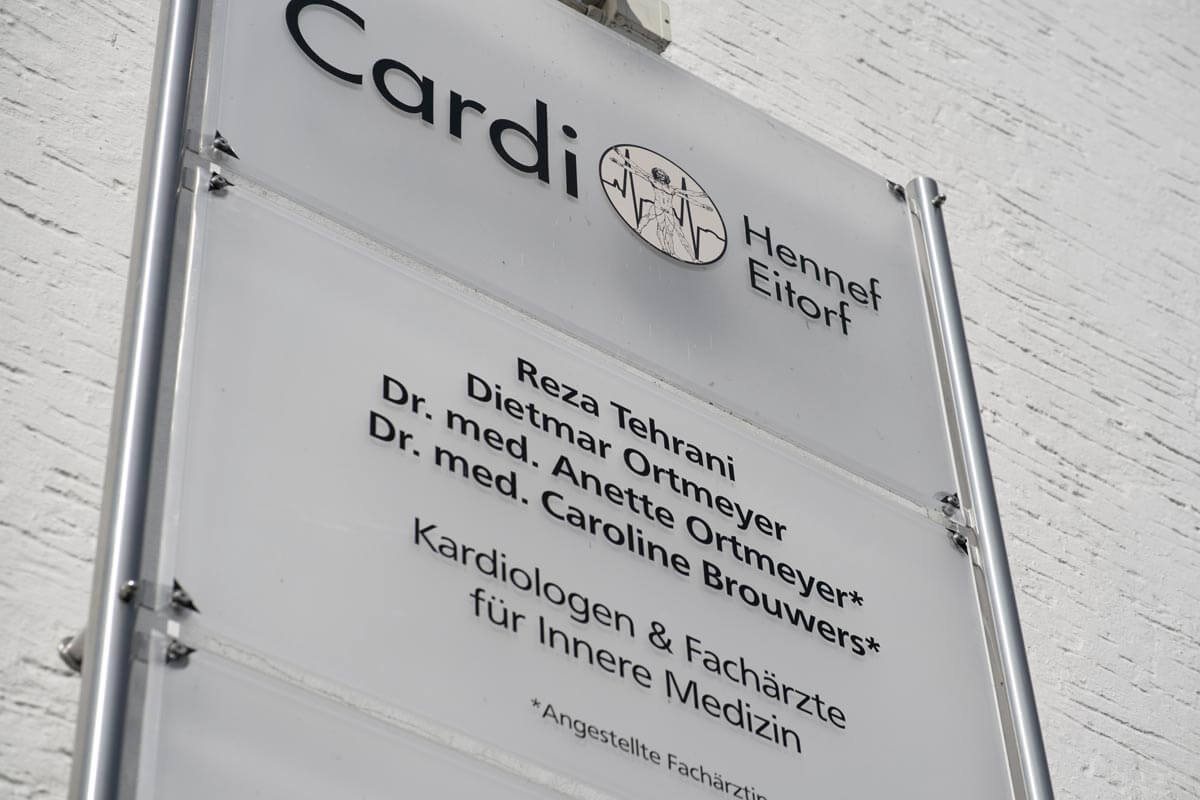 Cardi
Hennef
Eitorf
Reza Tehrani
Dietmar Ortmeyer
Dr. med. Anette Ortmeyer*
Dr. med. Caroline Brouwers*
Kardiologen & Fachärzte
für Innere Medizin
*Angestellte Fachärztin